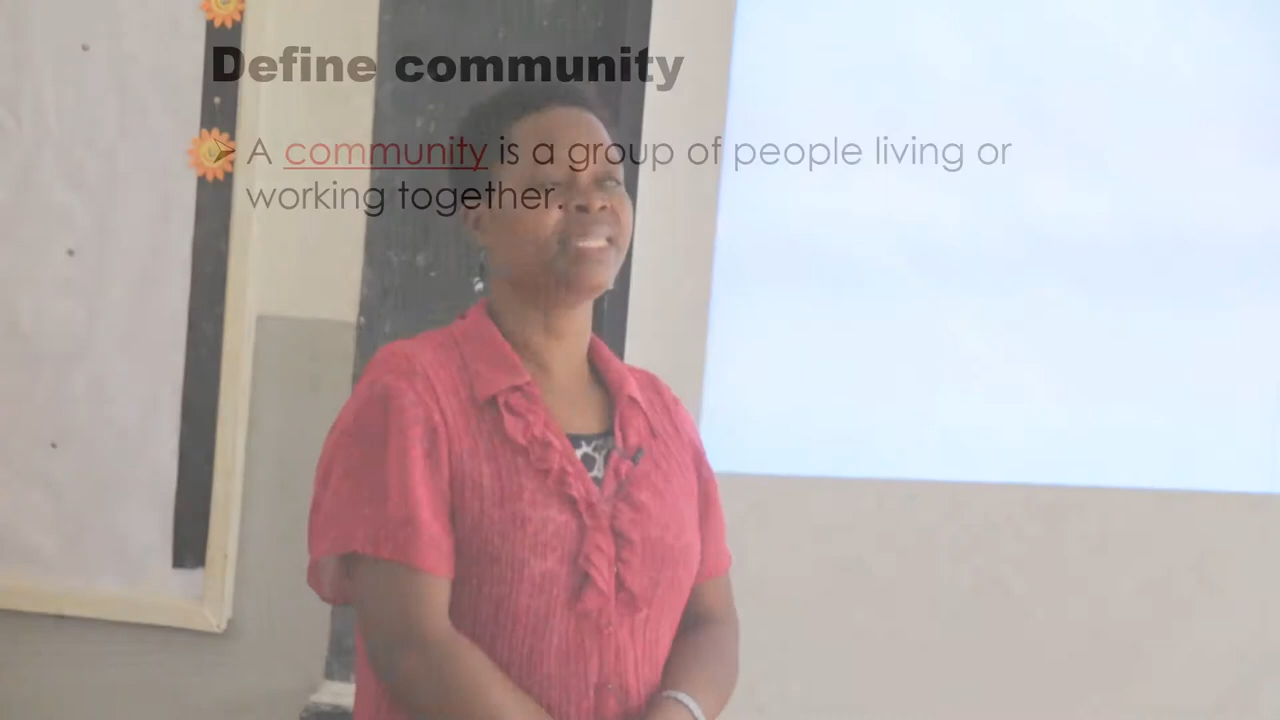 Define community
A community is a group of people living or
working together.